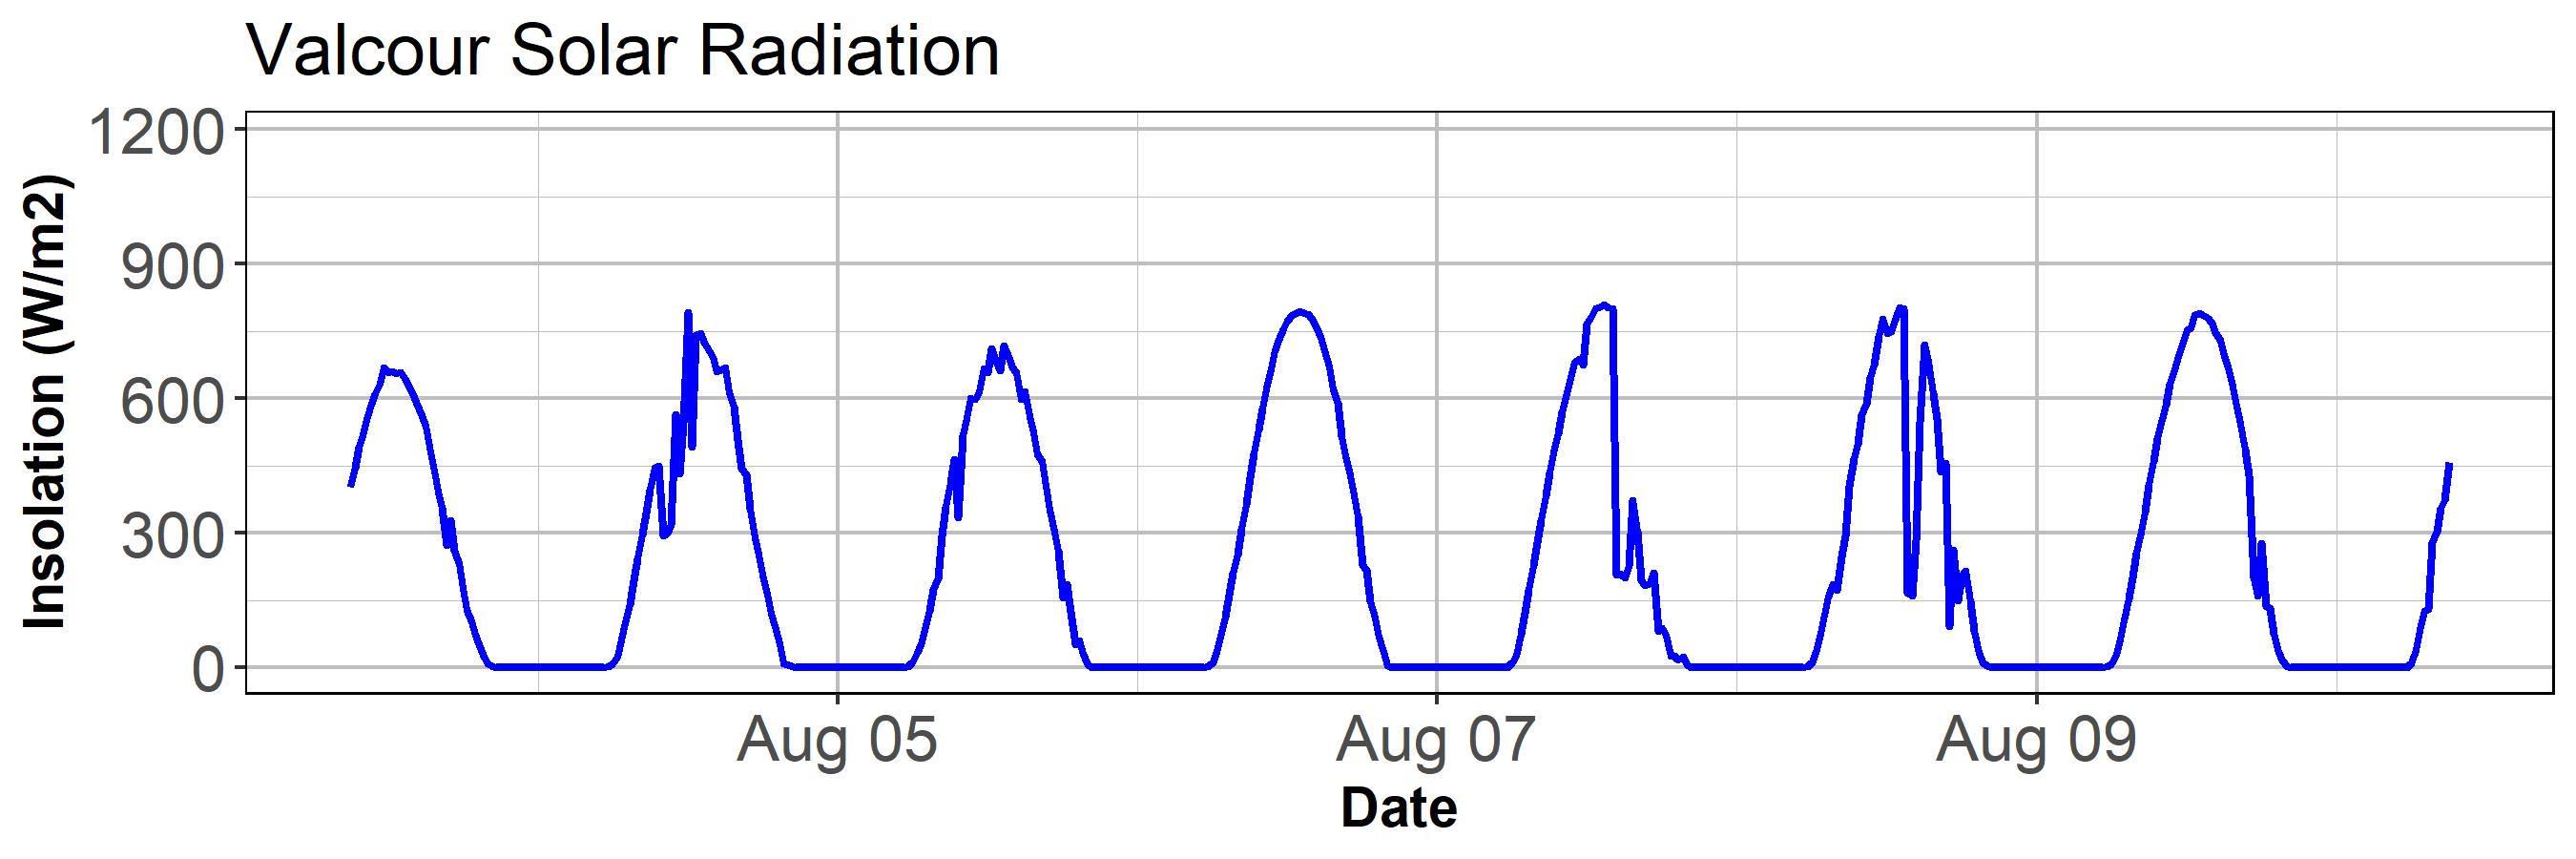 Valcour Solar Radiation
1200
900
600
300
0
Insolation (W/m2)
Aug 05
Aug 07
Aug 09
Date